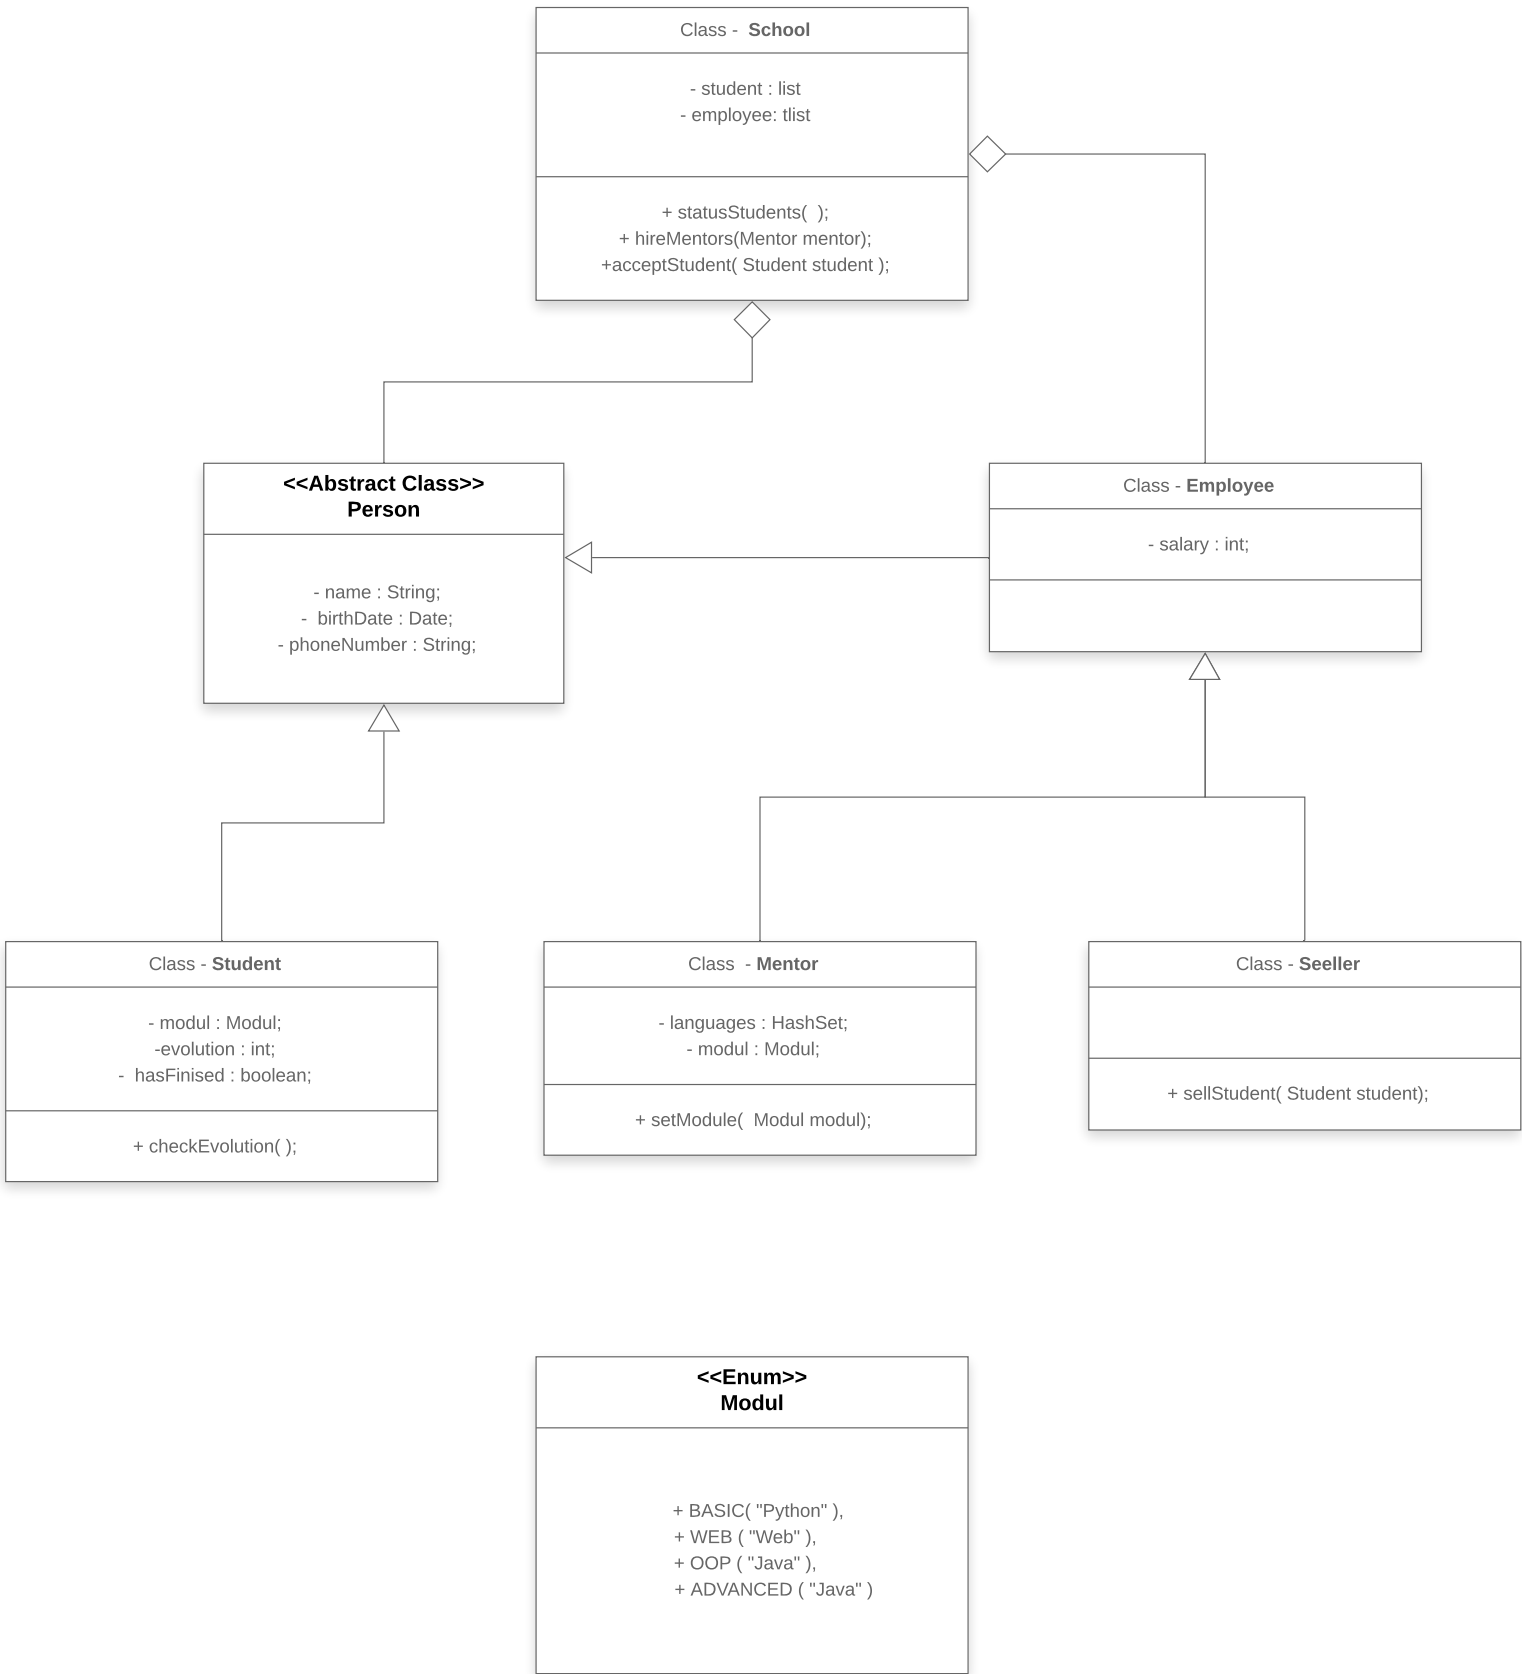 Class -  School
- student : list
- employee: tlist
+ statusStudents(  );
+ hireMentors(Mentor mentor);
+acceptStudent( Student student );
<<Abstract Class>>
Person
- name : String;
-  birthDate : Date;
- phoneNumber : String;
Class - Employee
- salary : int;
Class - Student
- modul : Modul;
-evolution : int;
-  hasFinised : boolean;
+ checkEvolution( );
Class  - Mentor
- languages : HashSet;
- modul : Modul;
+ setModule(  Modul modul);
Class - Seeller
+ sellStudent( Student student);
<<Enum>>
Modul
+ BASIC( "Python" ),
+ WEB ( "Web" ),
+ OOP ( "Java" ),
+ ADVANCED ( "Java" )